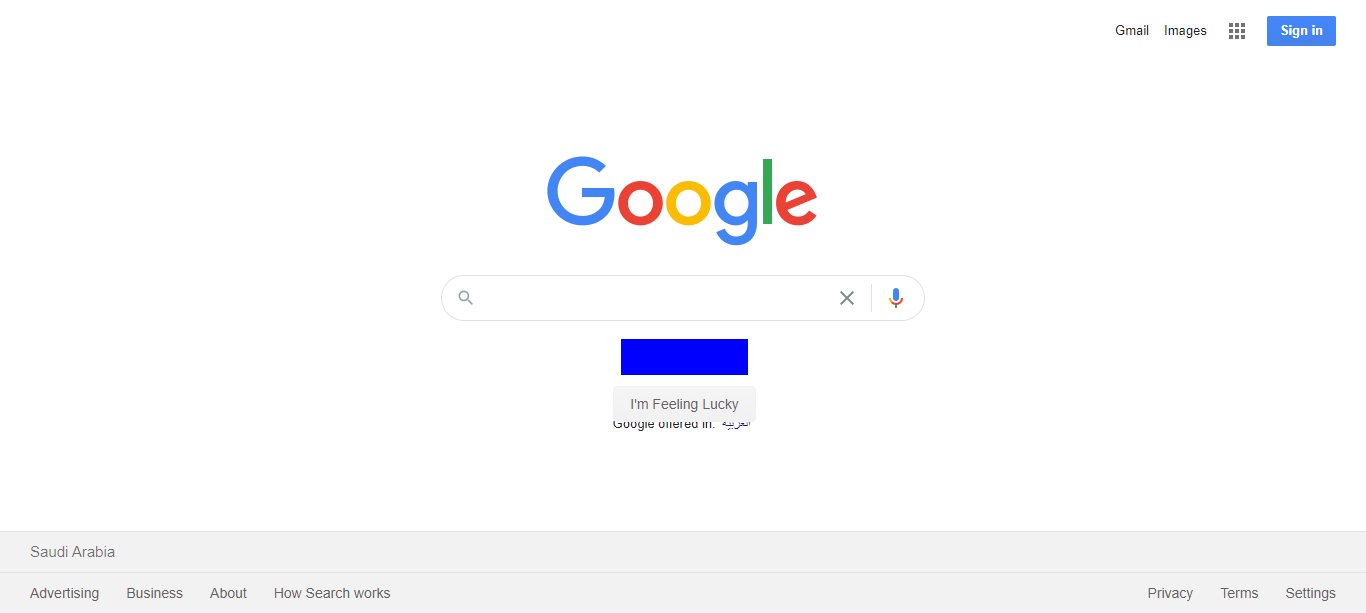 Gmail Images Sign in
Google
I'm Feeling Lucky
Google offered in: العربية
Saudi Arabia
Advertising Business About How Search works Privacy Terms Settings